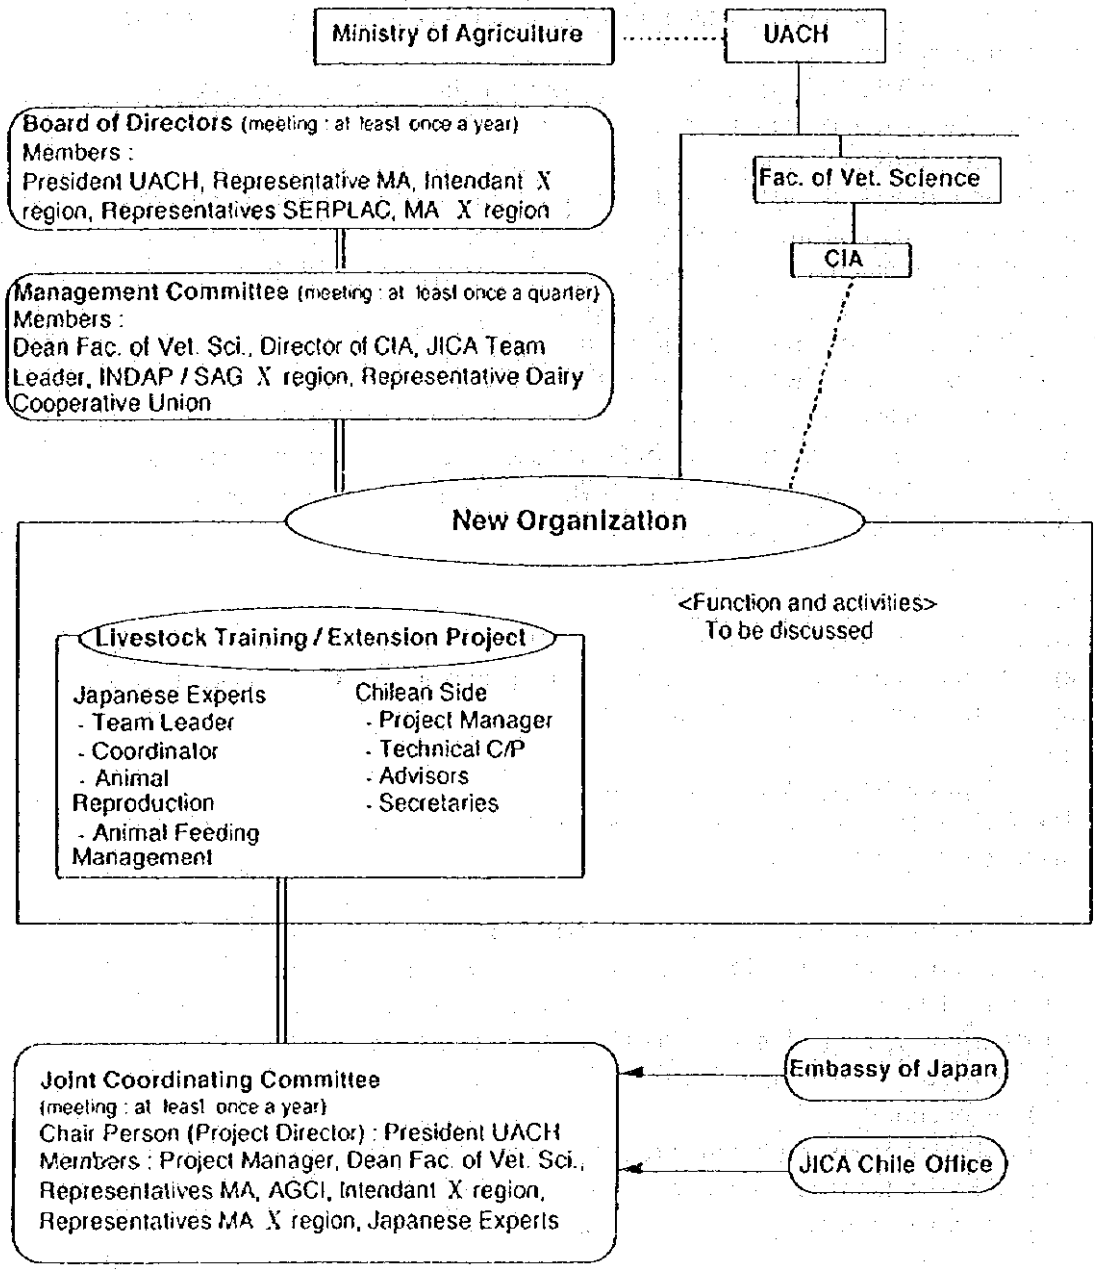 Ministry of Agriculture
UACH
Board of Directors (meeting : at least once a year)
Members :
President UACH, Representative MA, Intendant X
region, Representatives SERPLAC, MA X region
Fac. of Vet. Science
CIA
Management Committee (meeting : at least once a quarter)
Members :
Dean Fac. of Vet. Sci., Director of CIA, JICA Team
Leader, INDAP / SAG X region, Representative Dairy
Cooperative Union
New Organization
<Function and activities>
To be discussed
Livestock Training / Extension Project
Japanese Experts
- Team Leader
- Coordinator
- Animal
Reproduction
- Animal Feeding
Management
Chilean Side
- Project Manager
- Technical C/P
- Advisors
- Secretaries
Joint Coordinating Committee
(meeting : at least once a year)
Chair Person (Project Director) : President UACH
Members : Project Manager, Dean Fac. of Vet. Sci.,
Representatives MA, AGCI, Intendant X region,
Representatives MA X region, Japanese Experts
Embassy of Japan
JICA Chile Office